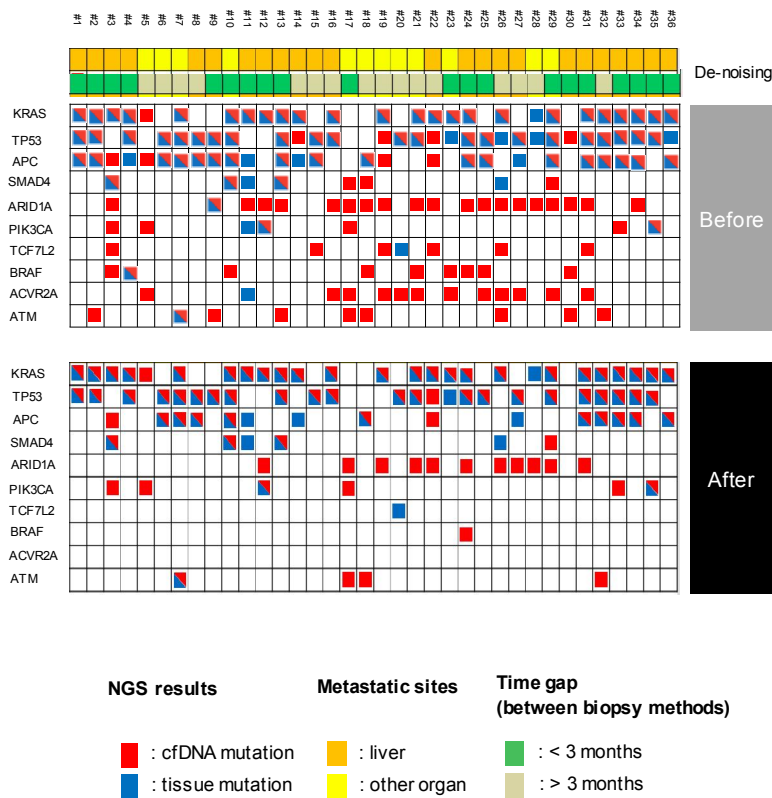 #1 #2 #3 #4 #5 #6 #7 #8 #9 #10 #11 #12 #13 #14 #15 #16 #17 #18 #19 #20 #21 #22 #23 #24 #25 #26 #27 #28 #29 #30 #31 #32 #33 #34 #35 #36
De-noising
KRAS
TP53
APC
SMAD4
ARID1A
PIK3CA
TCF7L2
BRAF
ACVR2A
ATM
Before
KRAS
TP53
APC
SMAD4
ARID1A
PIK3CA
TCF7L2
BRAF
ACVR2A
ATM
After
NGS results
: cfDNA mutation
: tissue mutation
Metastatic sites
: liver
: other organ
Time gap
(between biopsy methods)
: < 3 months
: > 3 months